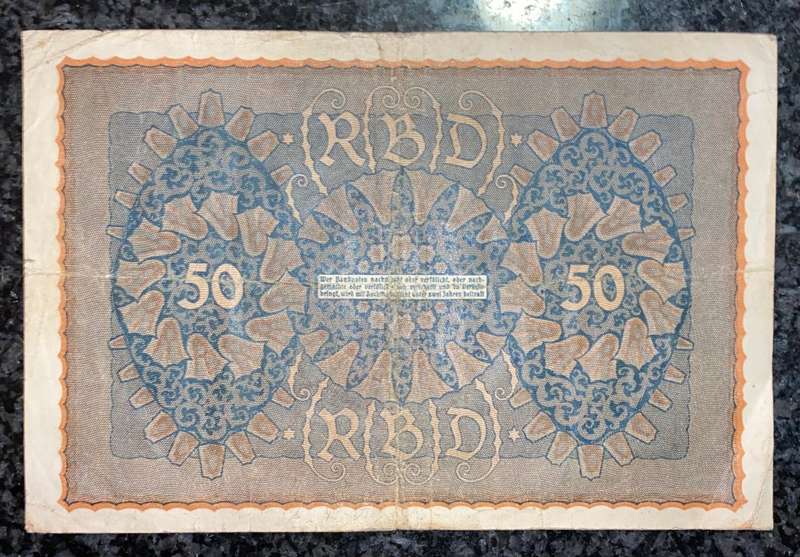 RBD
50
Wer Banknoten nachmacht oder verfälscht, oder nach-
gemachte oder verfälschte sich verschafft und in Verkehr
bringt, wird mit Zuchthaus nicht unter zwei Jahren bestraft
50
RBD